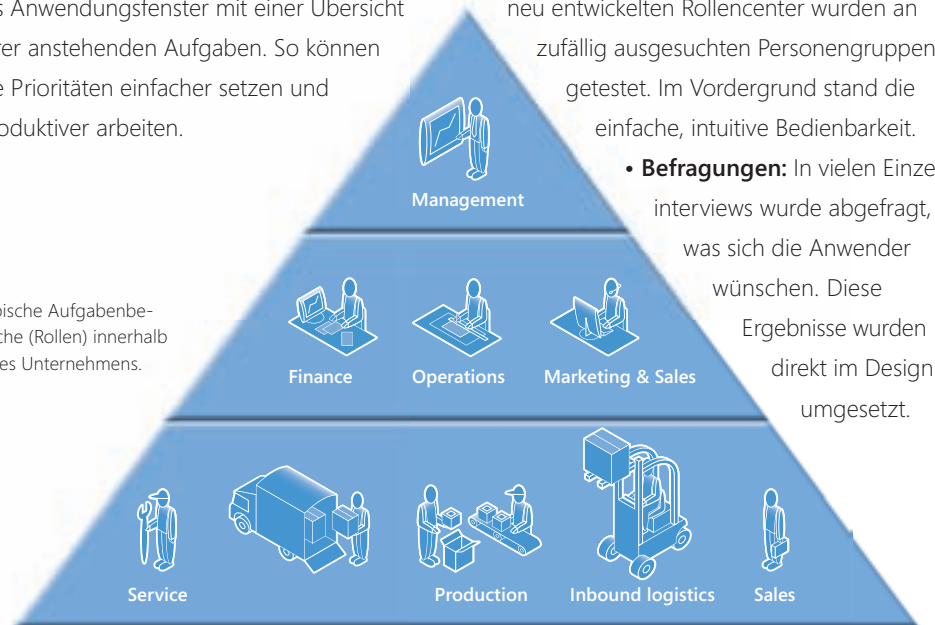 s Anwendungsfenster mit einer Übersicht
rer anstehenden Aufgaben. So können
e Prioritäten einfacher setzen und
oduktiver arbeiten.
neu entwickelten Rollencenter wurden an
zufällig ausgesuchten Personengruppen
getestet. Im Vordergrund stand die
einfache, intuitive Bedienbarkeit.
• Befragungen: In vielen Einze
interviews wurde abgefragt,
was sich die Anwender
wünschen. Diese
Ergebnisse wurden
direkt im Design
umgesetzt.
pische Aufgabenbe-
che (Rollen) innerhalb
es Unternehmens.
Management
Finance Operations Marketing & Sales
Service Production Inbound logistics Sales